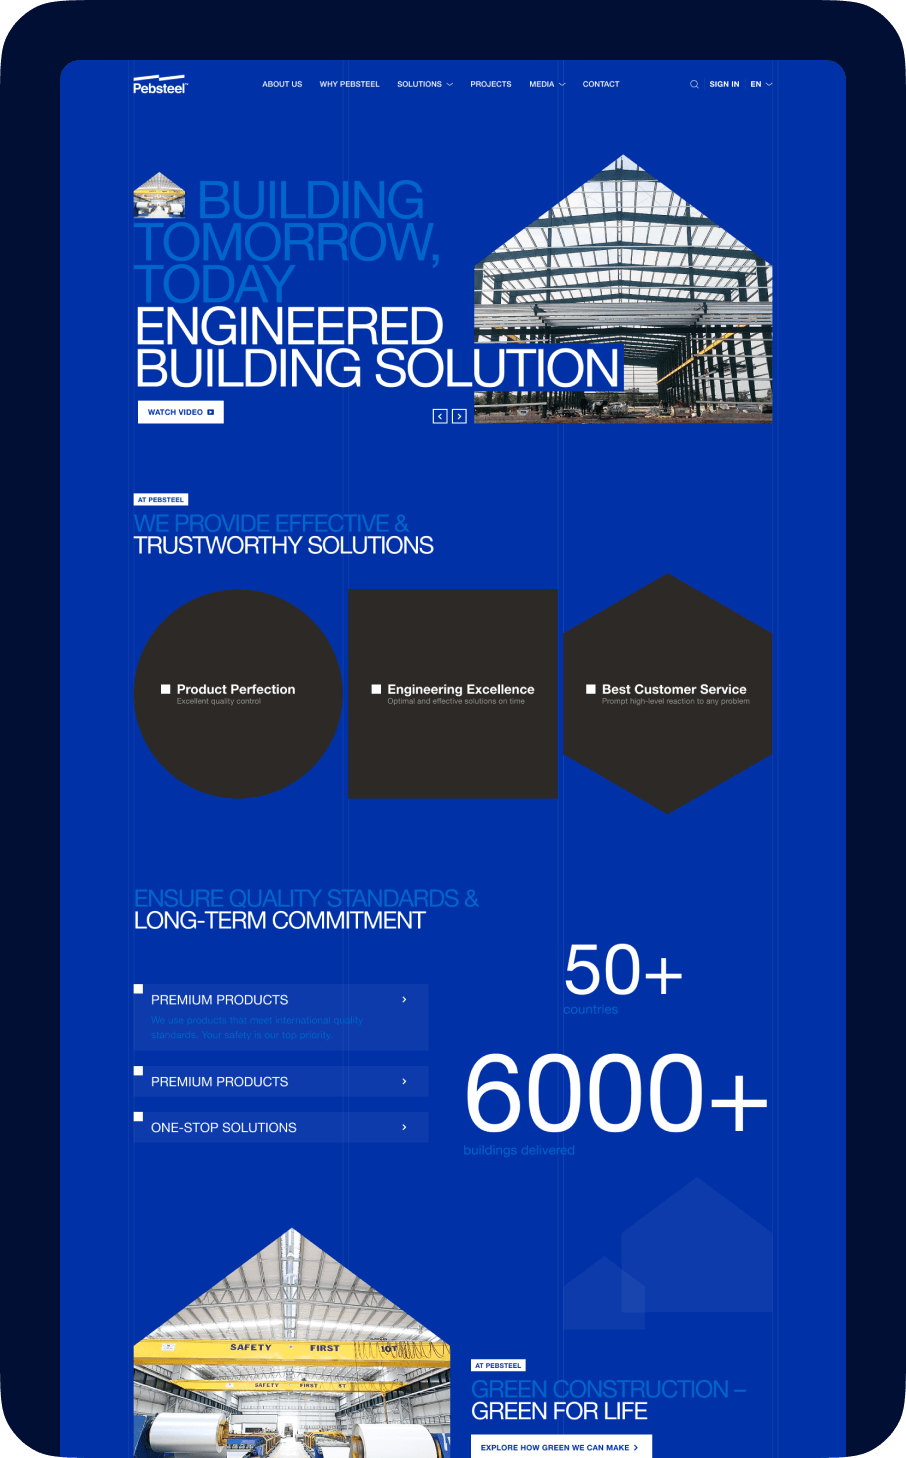 Pebsteel
ABOUT US
WHY PEBSTEEL
SOLUTIONS
PROJECTS
MEDIA
CONTACT
SIGN IN
EN
BUILDING
TOMORROW,
TODAY
ENGINEERED
BUILDING SOLUTION
WATCH VIDEO
AT PEBSTEEL
WE PROVIDE EFFECTIVE &
TRUSTWORTHY SOLUTIONS
Product Perfection
Excellent quality control
Engineering Excellence
Optimal and effective solutions on time
Best Customer Service
Prompt high-level reaction to any problem
ENSURE QUALITY STANDARDS &
LONG-TERM COMMITMENT
PREMIUM PRODUCTS
We use products that meet international quality
standards. Your safety is our top priority.
PREMIUM PRODUCTS
ONE-STOP SOLUTIONS
50+
countries
6000+
buildings delivered
SAFETY FIRST 10T
SAFETY FIRST 5T
AT PEBSTEEL
GREEN CONSTRUCTION –
GREEN FOR LIFE
EXPLORE HOW GREEN WE CAN MAKE